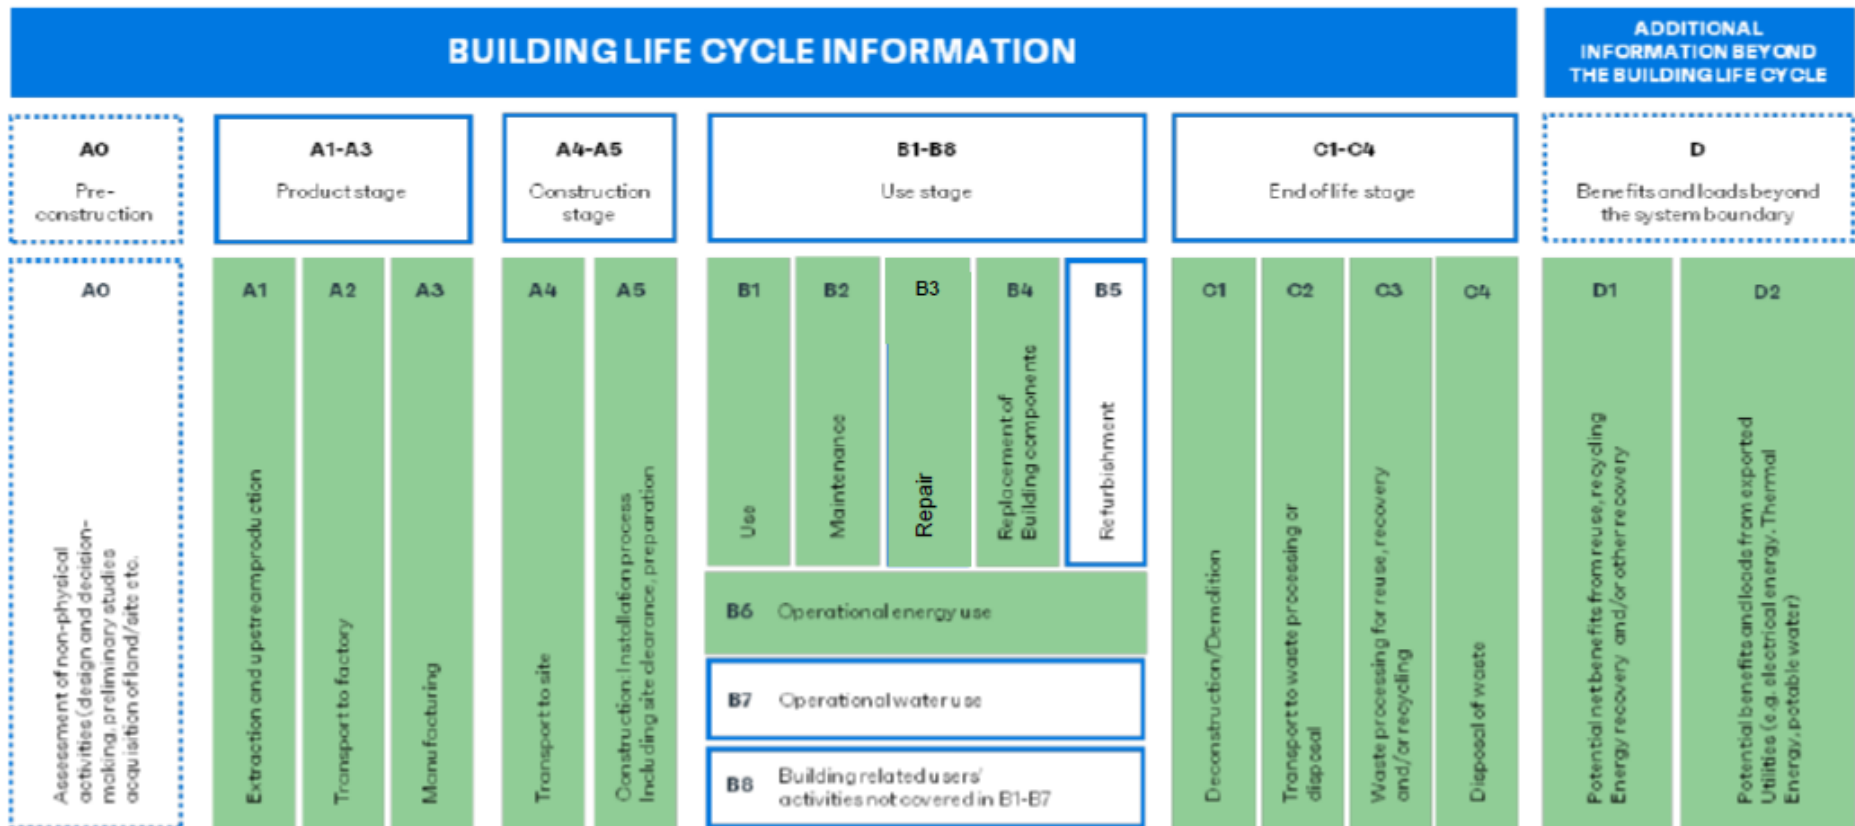 BUILDING LIFE CYCLE INFORMATION
ADDITIONAL
INFORMATION BEYOND
THE BUILDING LIFE CYCLE
A0
Pre-
construction
A1-A3
Product stage
A4-A5
Construction
stage
B1-B8
Use stage
C1-C4
End of life stage
D
Benefits and loads beyond
the system boundary
A0
Assessment of non-physical
activities (design and decision-
making, preliminary studies
acquisition of land/site etc.
A1
Extraction and upstream production
A2
Transport to factory
A3
Manufacturing
A4
Transport to site
A5
Construction: Installation process
Including site clearance, preparation
B1
Use
B2
Maintenance
B3
Repair
B4
Replacement of
Building components
B5
Refurbishment
B6 Operational energy use
B7 Operational water use
B8 Building related users'
activities not covered in B1-B7
C1
Deconstruction/Demolition
C2
Transport to waste processing or
disposal
C3
Waste processing for reuse, recovery
and/or recycling
C4
Disposal of waste
D1
Potential net benefits from reuse, recycling
Energy recovery and/or other recovery
D2
Potential benefits and loads from exported
Utilities (e.g. electrical energy. Thermal
Energy, potable water)